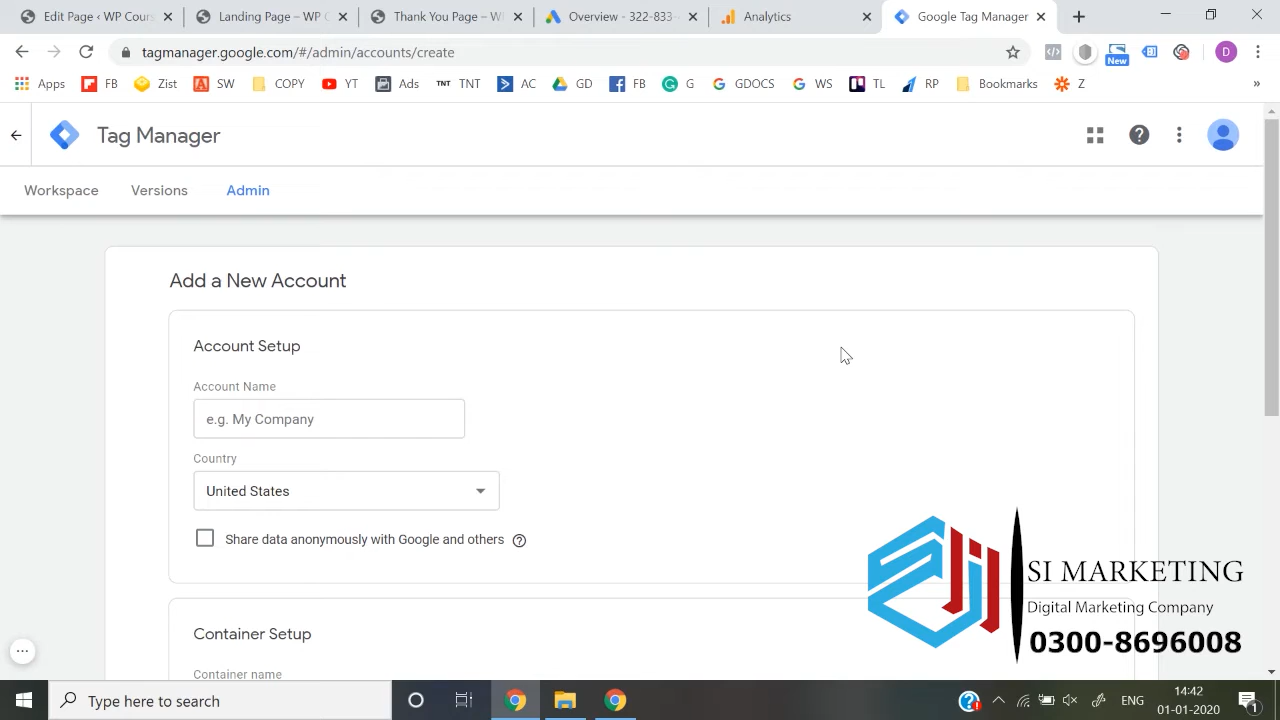 Edit Page ‹ WP Cours
Landing Page – WP C
Thank You Page – W
Overview - 322-833-
Analytics
Google Tag Manager
tagmanager.google.com/#/admin/accounts/create
New
D
Apps
FB
Zist
SW
COPY
YT
Ads
TNT TNT
AC
GD
FB
G
GDOCS
WS
TL
RP
Bookmarks
Z
»
Tag Manager
Workspace
Versions
Admin
Add a New Account
Account Setup
Account Name
e.g. My Company
Country
United States
Share data anonymously with Google and others
Container Setup
Container name
SI MARKETING
Digital Marketing Company
0300-8696008
Type here to search
ENG
14:42
01-01-2020
1